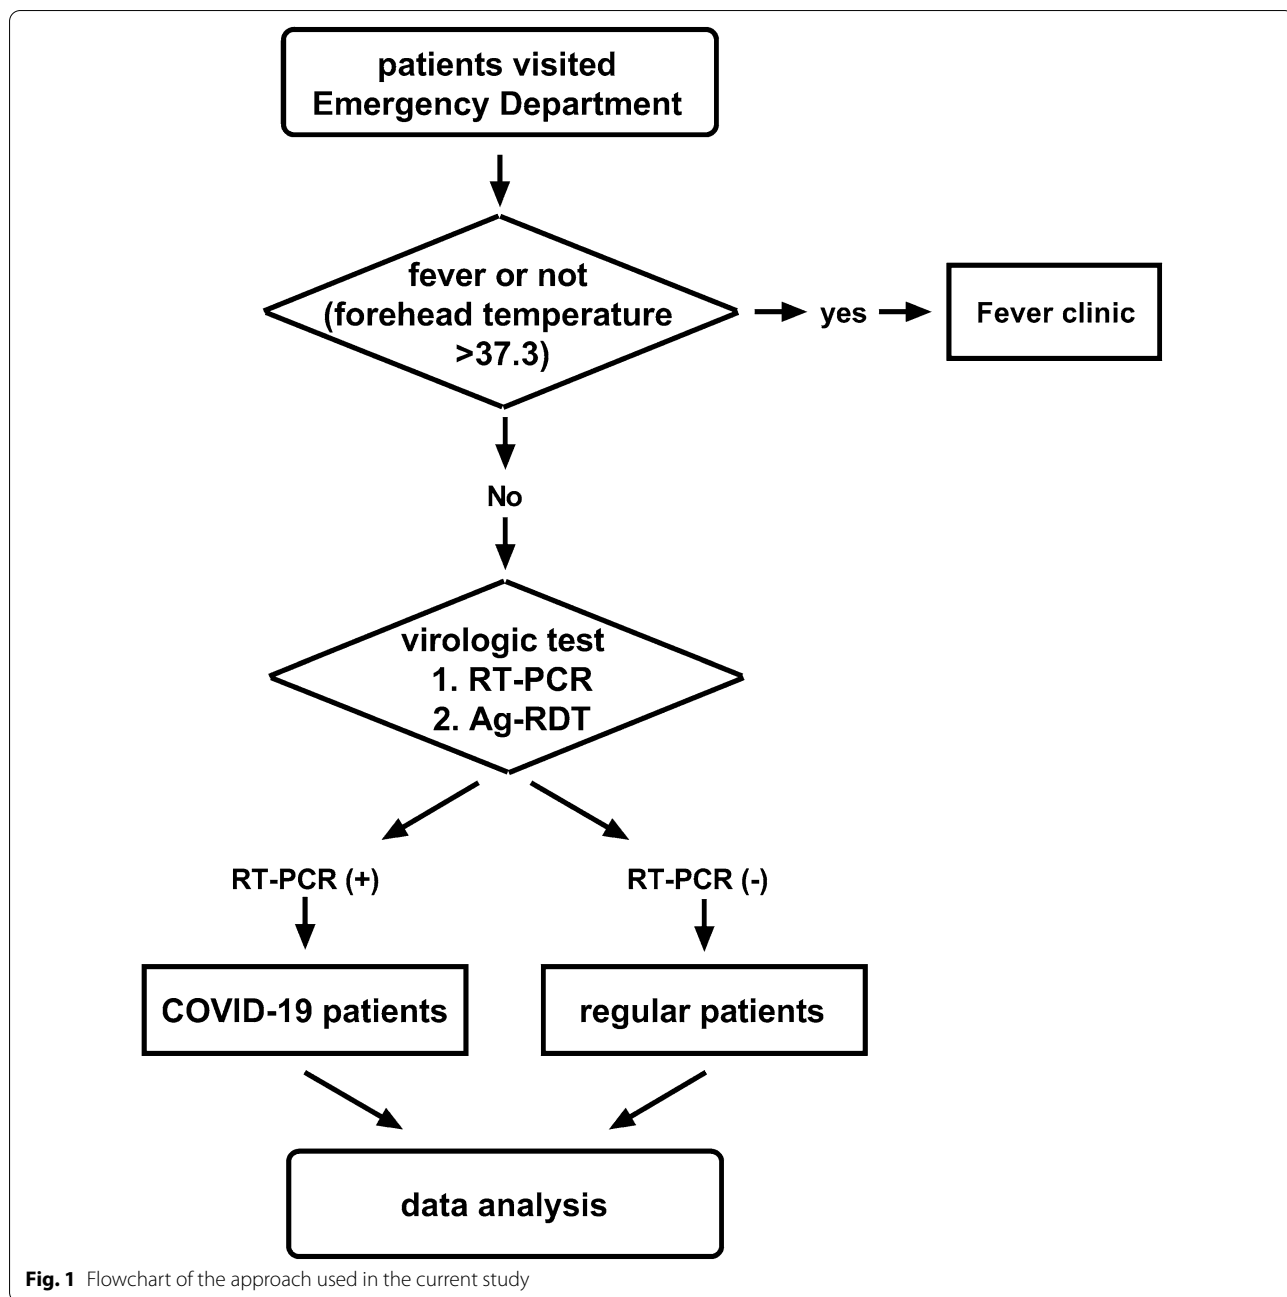 patients visited
Emergency Department
fever or not
(forehead temperature
>37.3)
yes
Fever clinic
No
virologic test
1. RT-PCR
2. Ag-RDT
RT-PCR (+)
RT-PCR (-)
COVID-19 patients
regular patients
data analysis
Fig. 1 Flowchart of the approach used in the current study